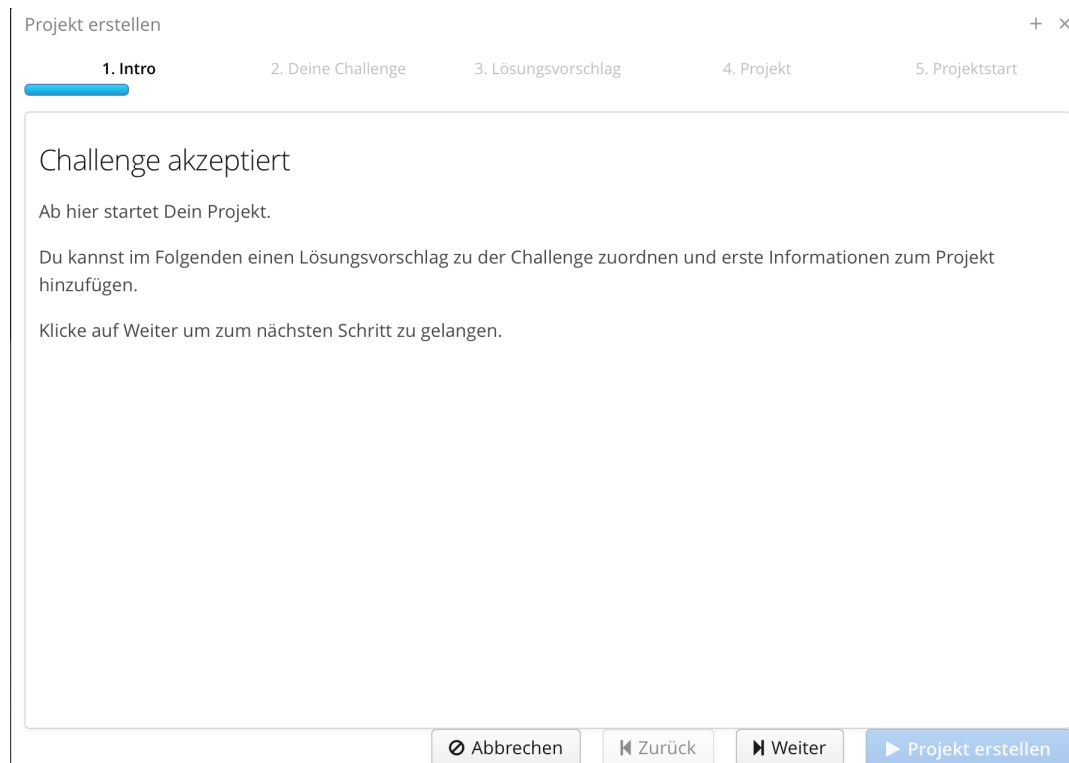 Projekt erstellen
1. Intro
2. Deine Challenge
3. Lösungsvorschlag
4. Projekt
5. Projektstart
Challenge akzeptiert
Ab hier startet Dein Projekt.
Du kannst im Folgenden einen Lösungsvorschlag zu der Challenge zuordnen und erste Informationen zum Projekt
hinzufügen.
Klicke auf Weiter um zum nächsten Schritt zu gelangen.
Abbrechen
Zurück
Weiter
Projekt erstellen